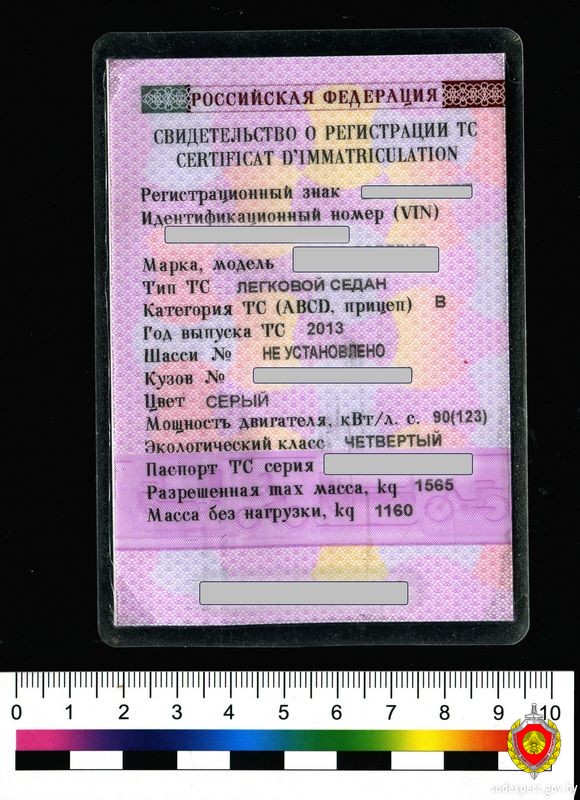 РОССИЙСКАЯ ФЕДЕРАЦИЯ
СВИДЕТЕЛЬСТВО О РЕГИСТРАЦИИ ТС
CERTIFICAT D'IMMATRICULATION
Регистрационный знак
Идентификационный номер (VIN)
Марка, модель
Тип ТС ЛЕГКОВОЙ СЕДАН
Категория ТС (ABCD, прицеп) В
Год выпуска ТС 2013
Шасси № НЕ УСТАНОВЛЕНО
Кузов №
Цвет СЕРЫЙ
Мощность двигателя, кВт/л. с. 90(123)
Экологический класс ЧЕТВЕРТЫЙ
Паспорт ТС серия
Разрешенная max масса, kg 1565
Масса без нагрузки, kg 1160
0 1 2 3 4 5 6 7 8 9 10
sudexpert.gov.by